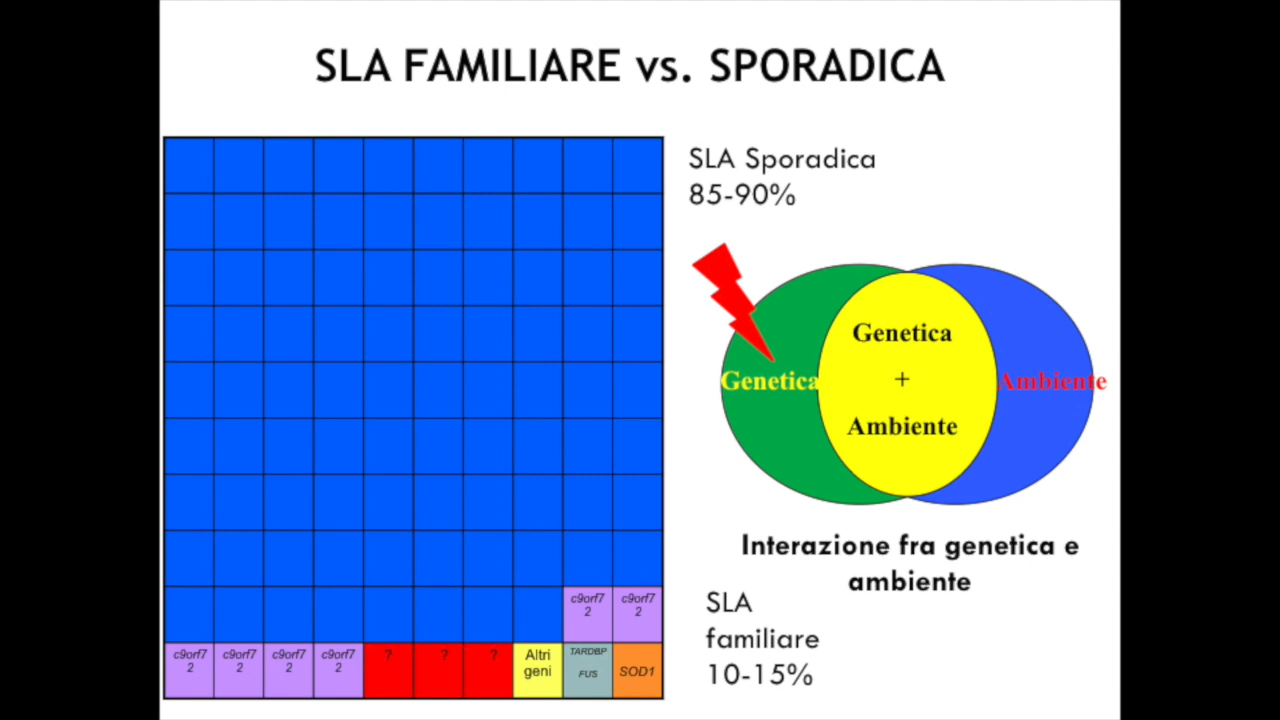 SLA FAMILIARE vs. SPORADICA
SLA Sporadica
85-90%
Genetica
Genetica
+
Ambiente
Ambiente
Interazione fra genetica e
ambiente
SLA
familiare
10-15%
c9orf7
2
c9orf7
2
c9orf7
2
c9orf7
2
c9orf7
2
c9orf7
2
?
?
?
Altri
geni
TARDBP
FUS
SOD1